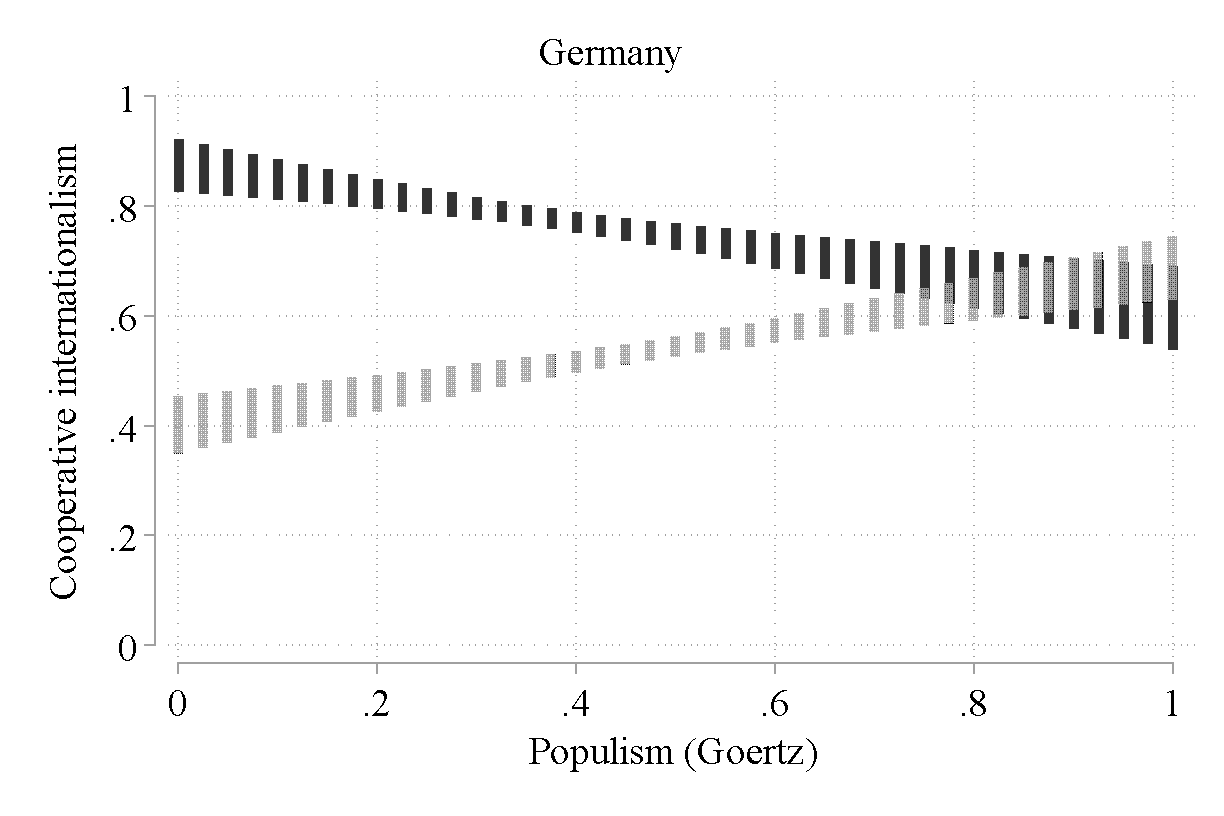 Germany
Cooperative internationalism
1
.8
.6
.4
.2
0
0 .2 .4 .6 .8 1
Populism (Goertz)